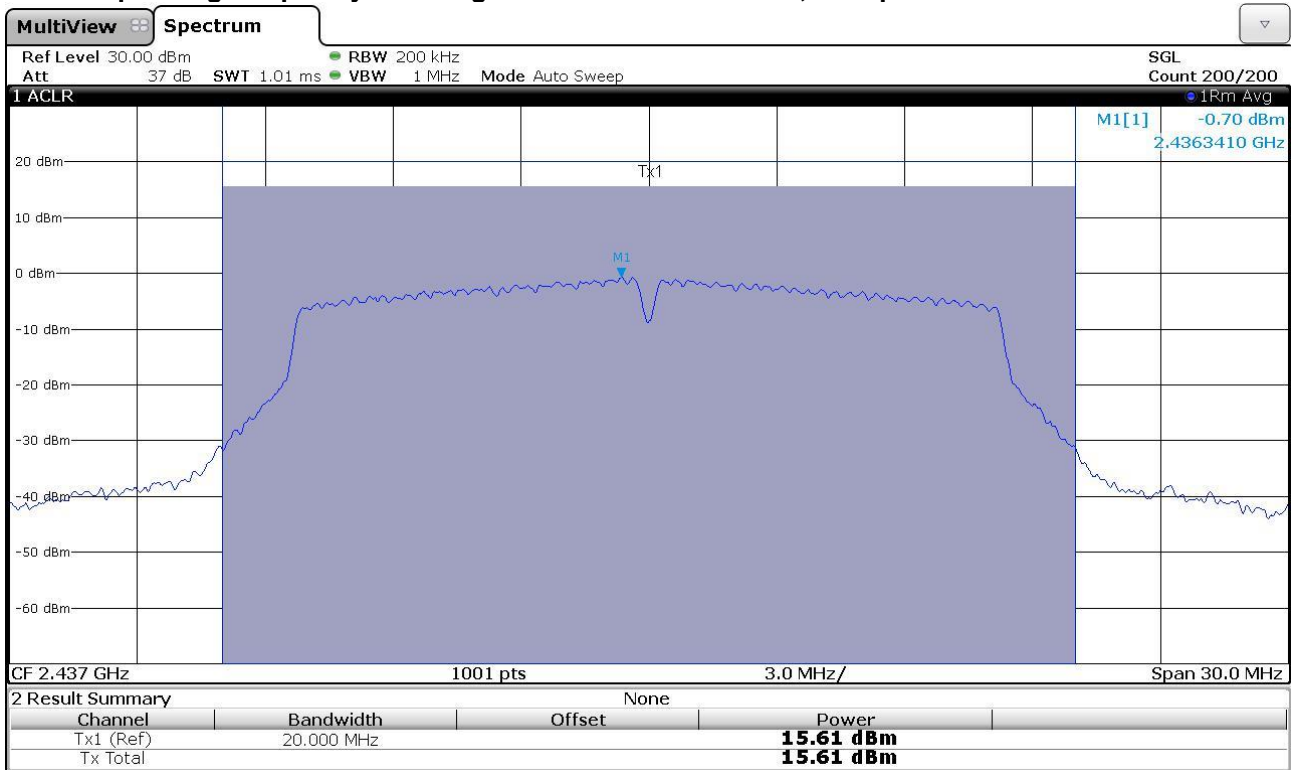 MultiView Spectrum
Ref Level 30.00 dBm RBW 200 kHz SGL
Att 37 dB SWT 1.01 ms VBW 1 MHz Mode Auto Sweep Count 200/200
1 ACLR 1Rm Avg
M1[1] -0.70 dBm
2.4363410 GHz
20 dBm
Tx1
10 dBm
M1
0 dBm
-10 dBm
-20 dBm
-30 dBm
-40 dBm
-50 dBm
-60 dBm
CF 2.437 GHz 1001 pts 3.0 MHz/ Span 30.0 MHz
2 Result Summary None
Channel Bandwidth Offset Power
Tx1 (Ref) 20.000 MHz 15.61 dBm
Tx Total 15.61 dBm